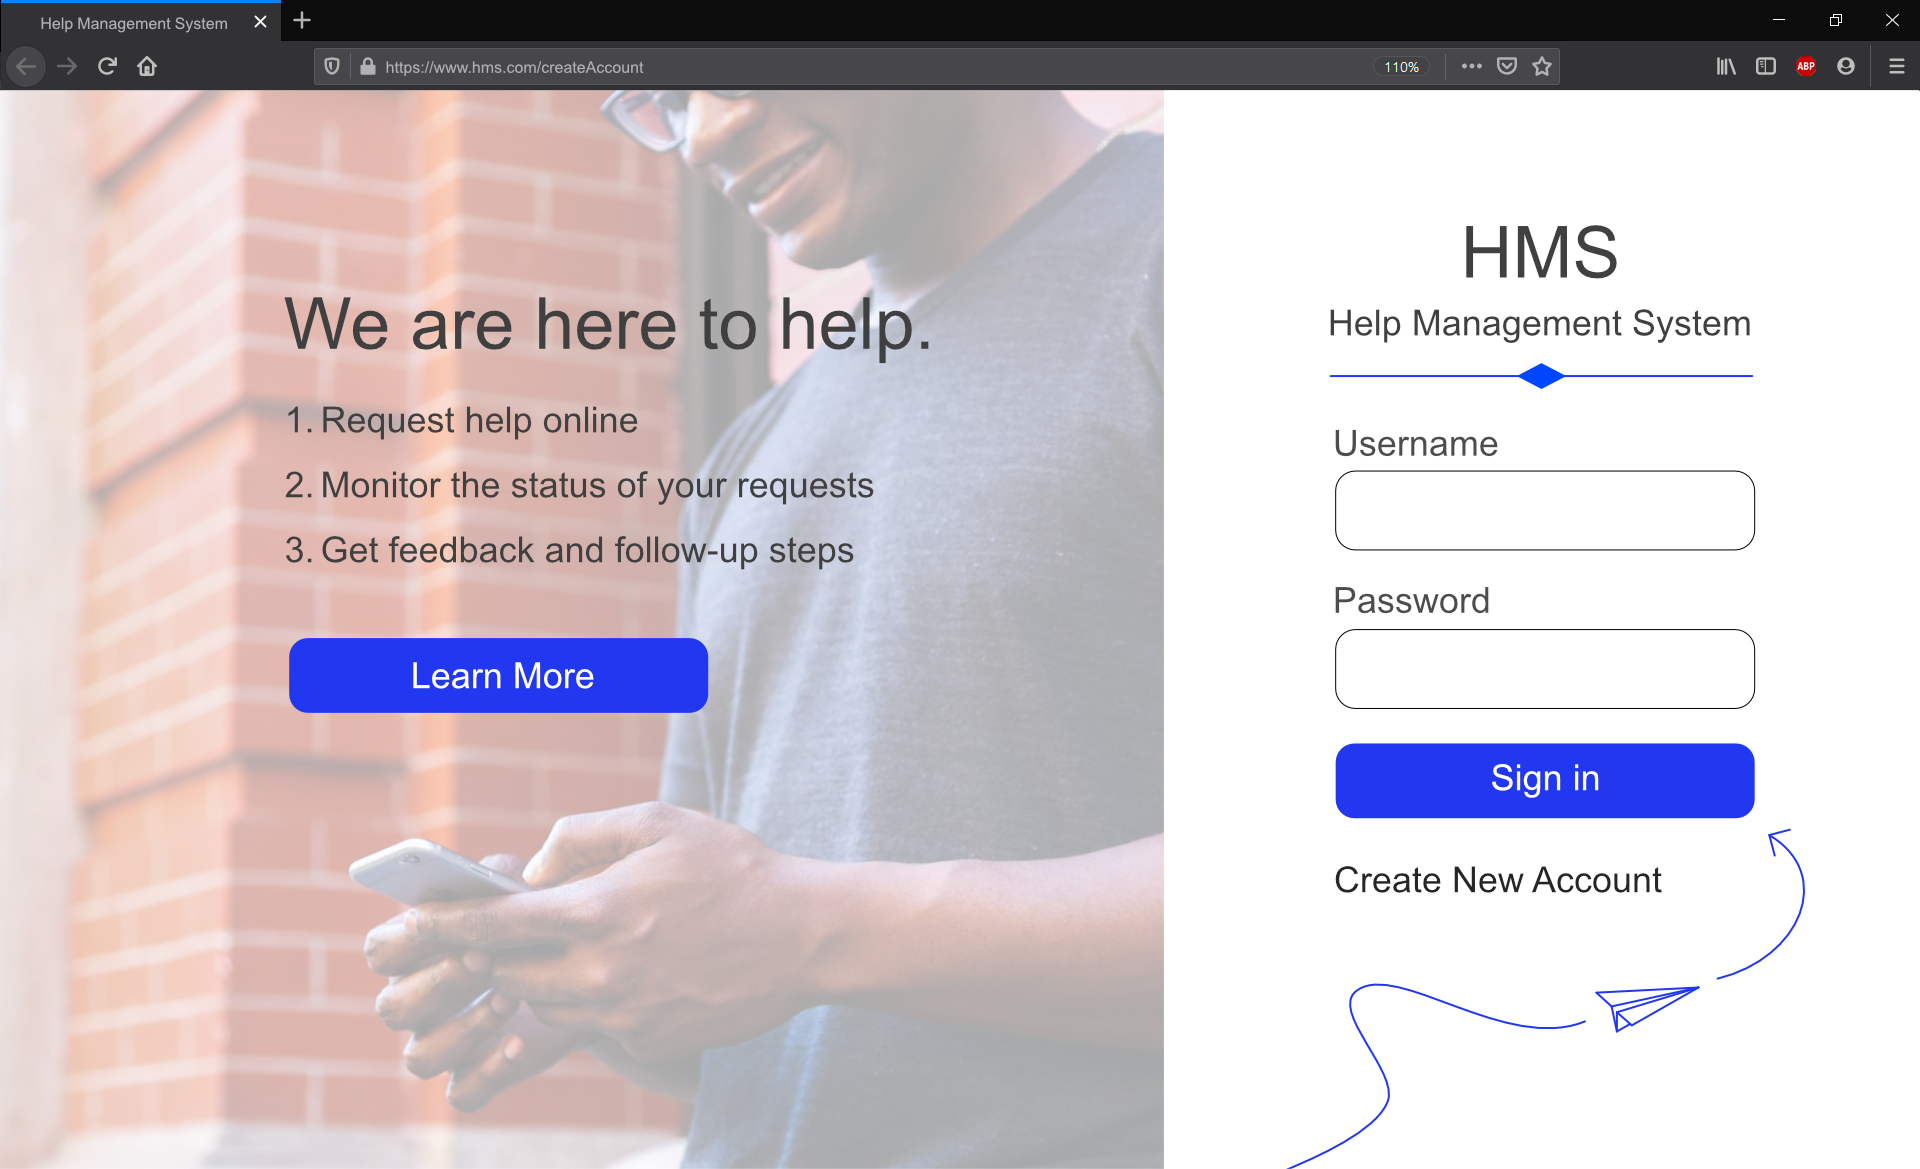 Help Management System
https://www.hms.com/createAccount
110%
ABP
We are here to help.
1. Request help online
2. Monitor the status of your requests
3. Get feedback and follow-up steps
Learn More
HMS
Help Management System
Username
Password
Sign in
Create New Account